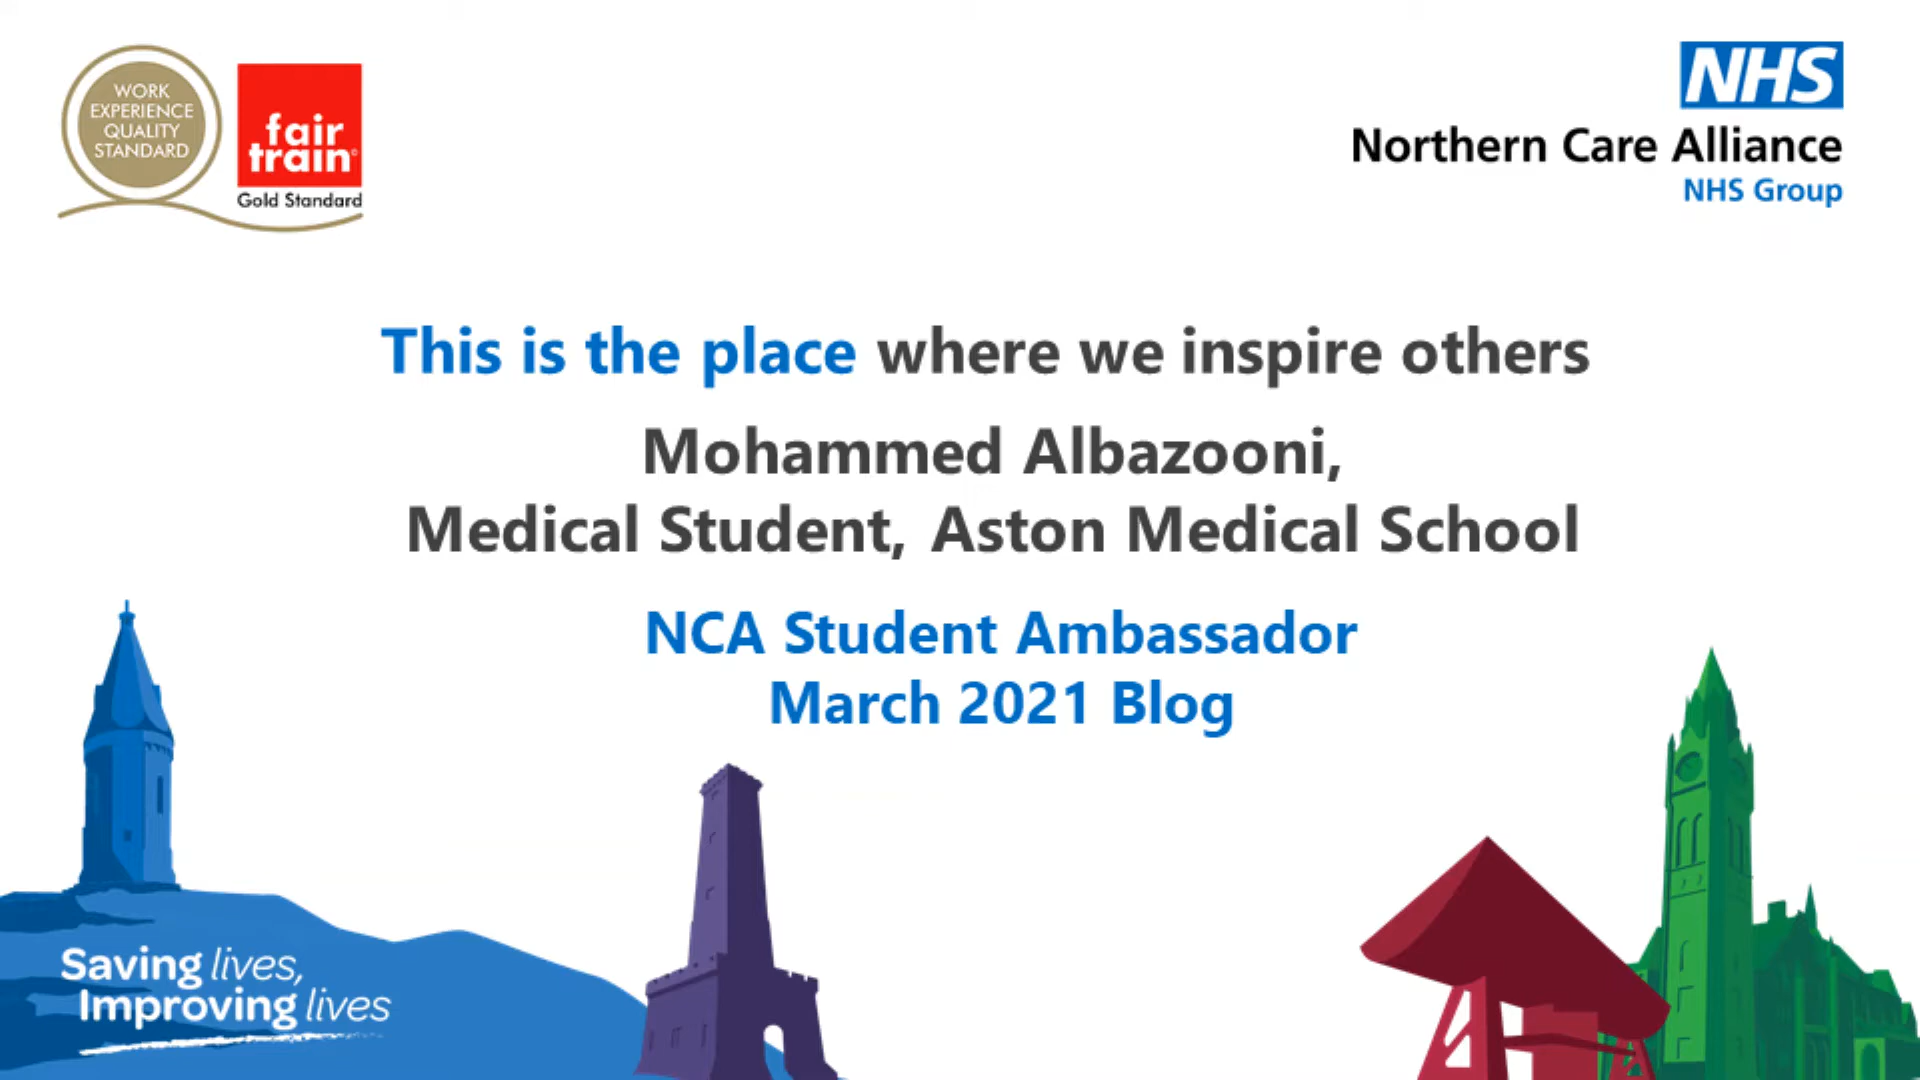 WORK
EXPERIENCE
QUALITY
STANDARD
fair
train©
Gold Standard
NHS
Northern Care Alliance
NHS Group
This is the place where we inspire others
Mohammed Albazooni,
Medical Student, Aston Medical School
NCA Student Ambassador
March 2021 Blog
Saving lives,
Improving lives